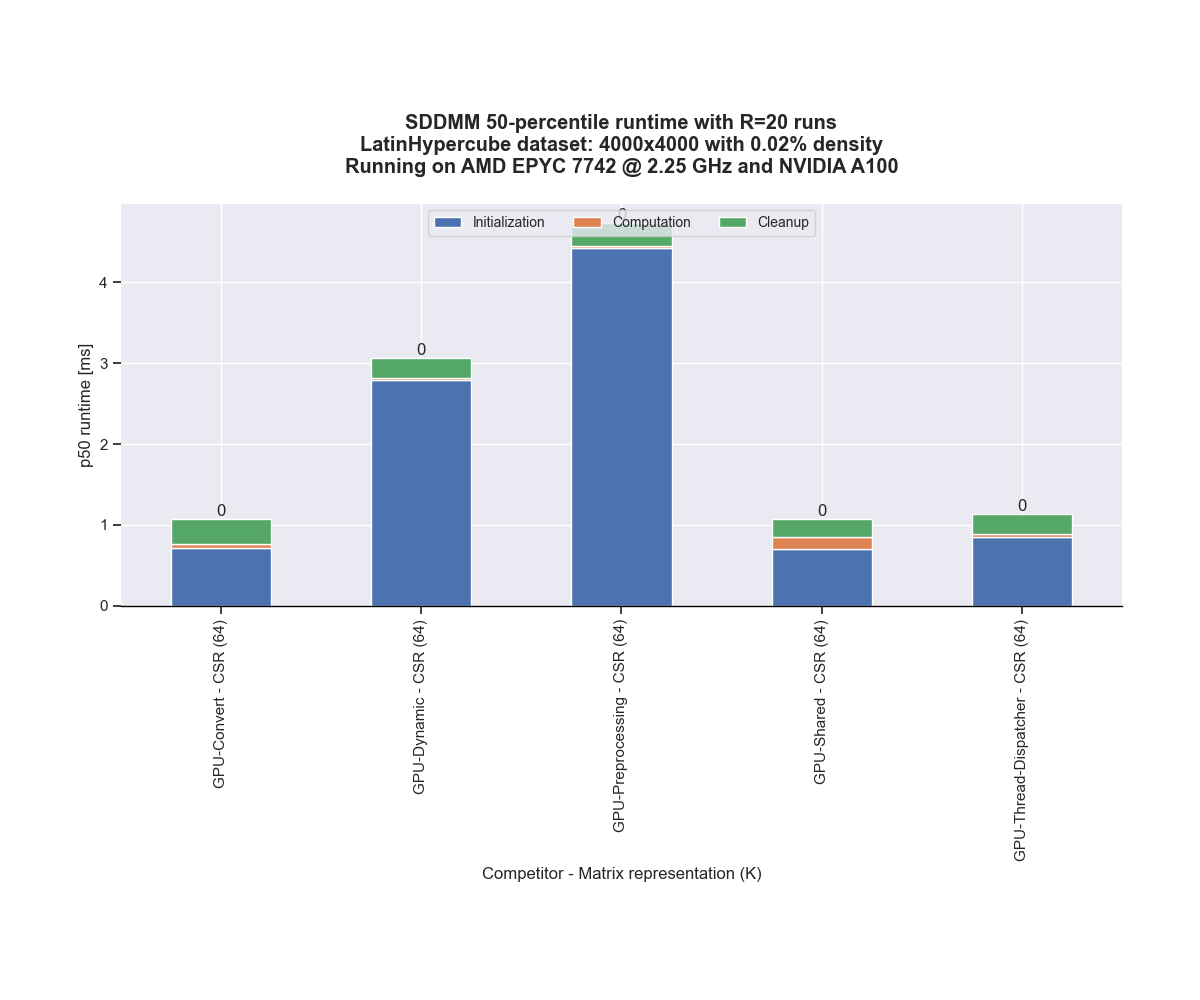 SDDMM 50-percentile runtime with R=20 runs
LatinHypercube dataset: 4000x4000 with 0.02% density
Running on AMD EPYC 7742 @ 2.25 GHz and NVIDIA A100
Initialization
Computation
Cleanup
p50 runtime [ms]
4
3
2
1
0
0
0
0
0
0
GPU-Convert - CSR (64)
GPU-Dynamic - CSR (64)
GPU-Preprocessing - CSR (64)
GPU-Shared - CSR (64)
GPU-Thread-Dispatcher - CSR (64)
Competitor - Matrix representation (K)